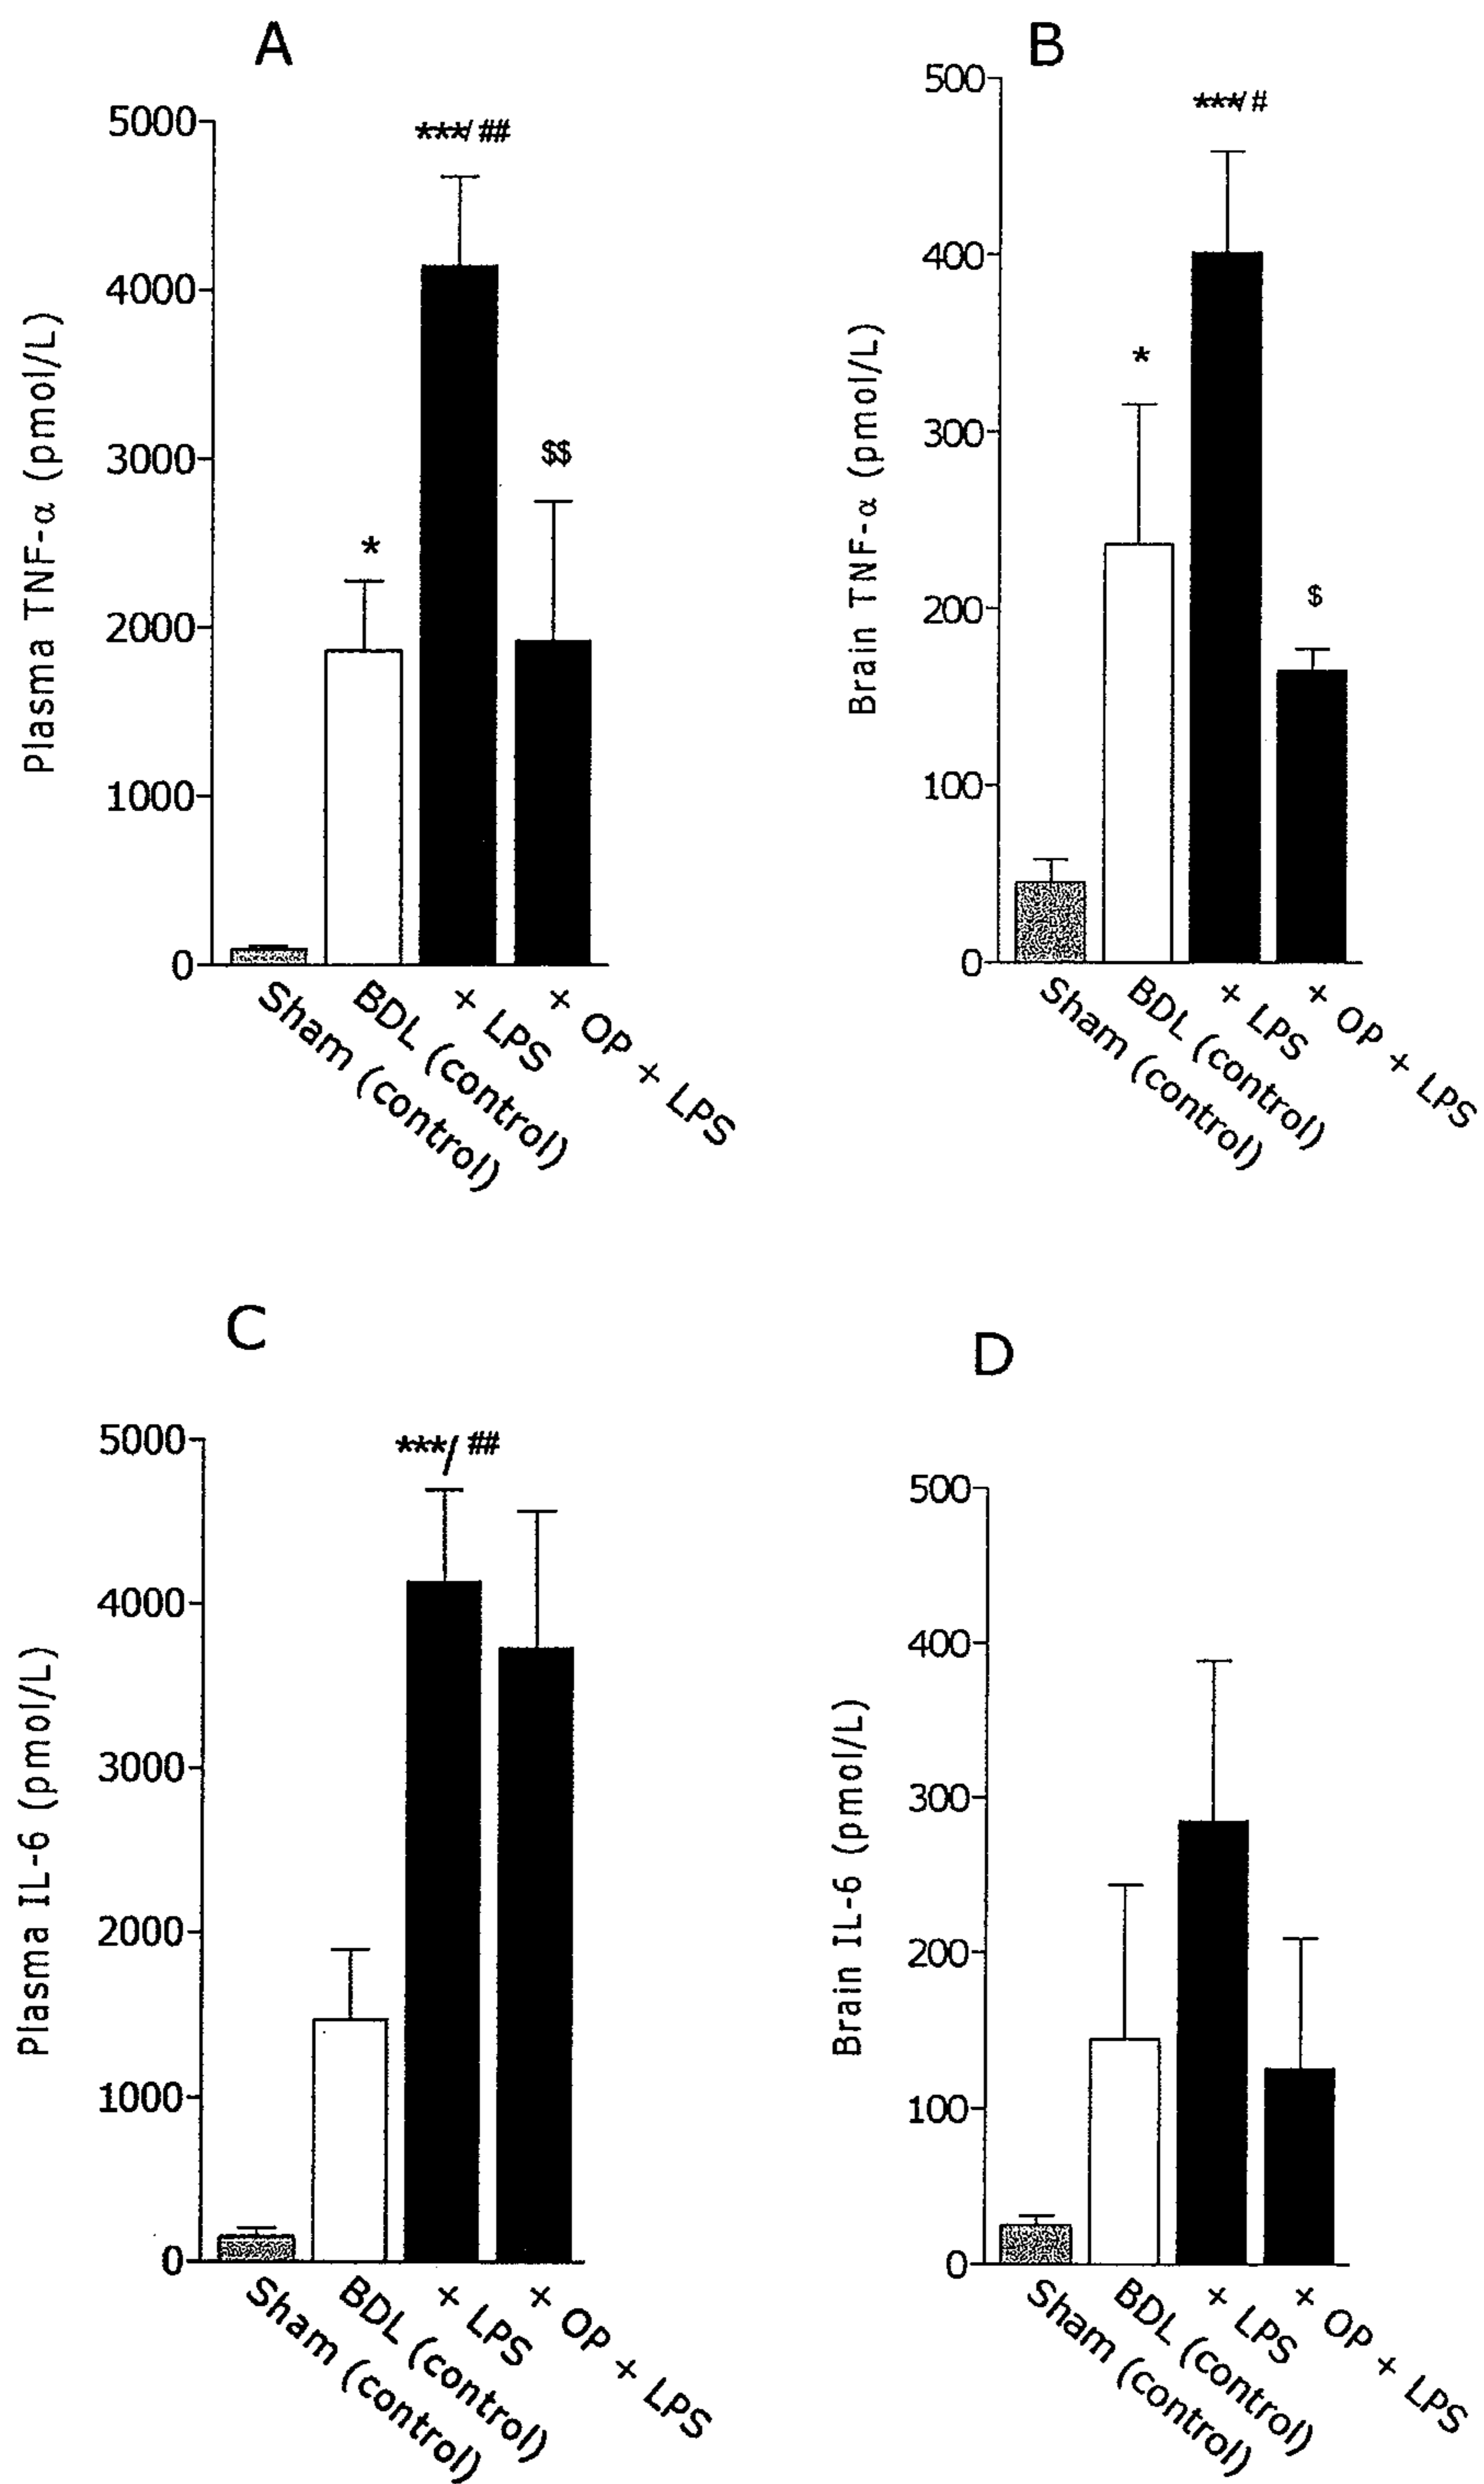 A
Plasma TNF-α (pmol/L)
5000
4000
3000
2000
1000
0
*
***/ ##
$$
Sham (control)
BDL (control)
+ LPS
+ OP + LPS
B
Brain TNF-α (pmol/L)
500
400
300
200
100
0
*
***/ #
$
Sham (control)
BDL (control)
+ LPS
+ OP + LPS
C
Plasma IL-6 (pmol/L)
5000
4000
3000
2000
1000
0
***/ ##
Sham (control)
BDL (control)
+ LPS
+ OP + LPS
D
Brain IL-6 (pmol/L)
500
400
300
200
100
0
Sham (control)
BDL (control)
+ LPS
+ OP + LPS